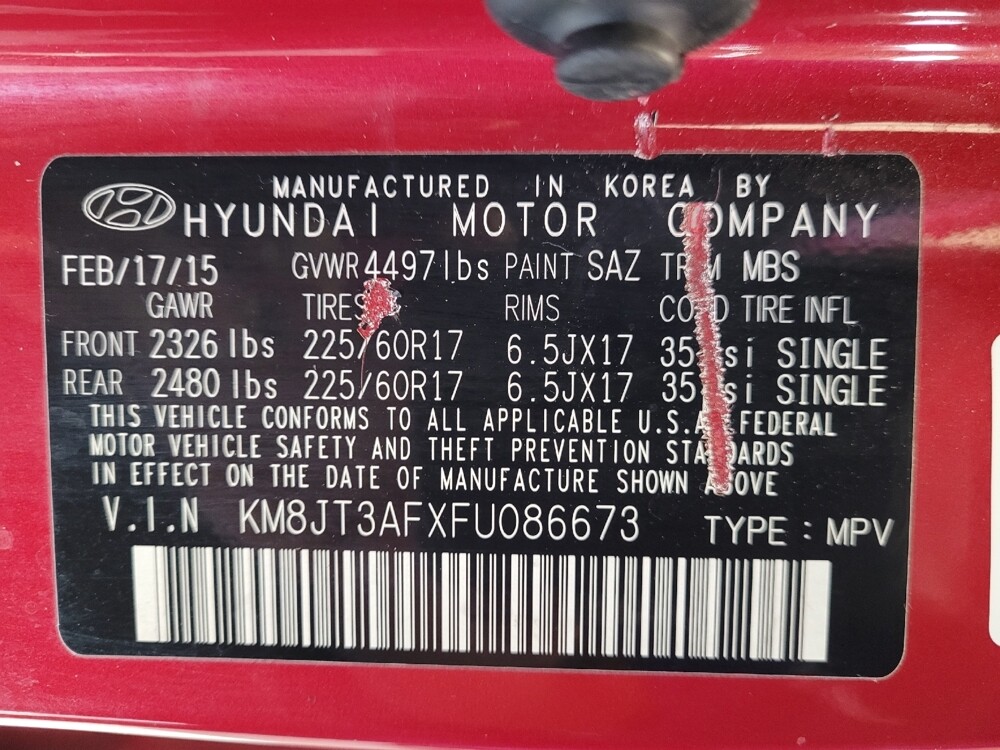 MANUFACTURED IN KOREA BY
HYUNDAI MOTOR COMPANY
FEB/17/15 GVWR 4497lbs PAINT SAZ TRIM MBS
GAWR TIRES RIMS COLD TIRE INFL
FRONT 2326 lbs 225/60R17 6.5JX17 35psi SINGLE
REAR 2480 lbs 225/60R17 6.5JX17 35psi SINGLE
THIS VEHICLE CONFORMS TO ALL APPLICABLE U.S.A FEDERAL
MOTOR VEHICLE SAFETY AND THEFT PREVENTION STANDARDS
IN EFFECT ON THE DATE OF MANUFACTURE SHOWN ABOVE
V.I.N KM8JT3AFXFU086673 TYPE : MPV